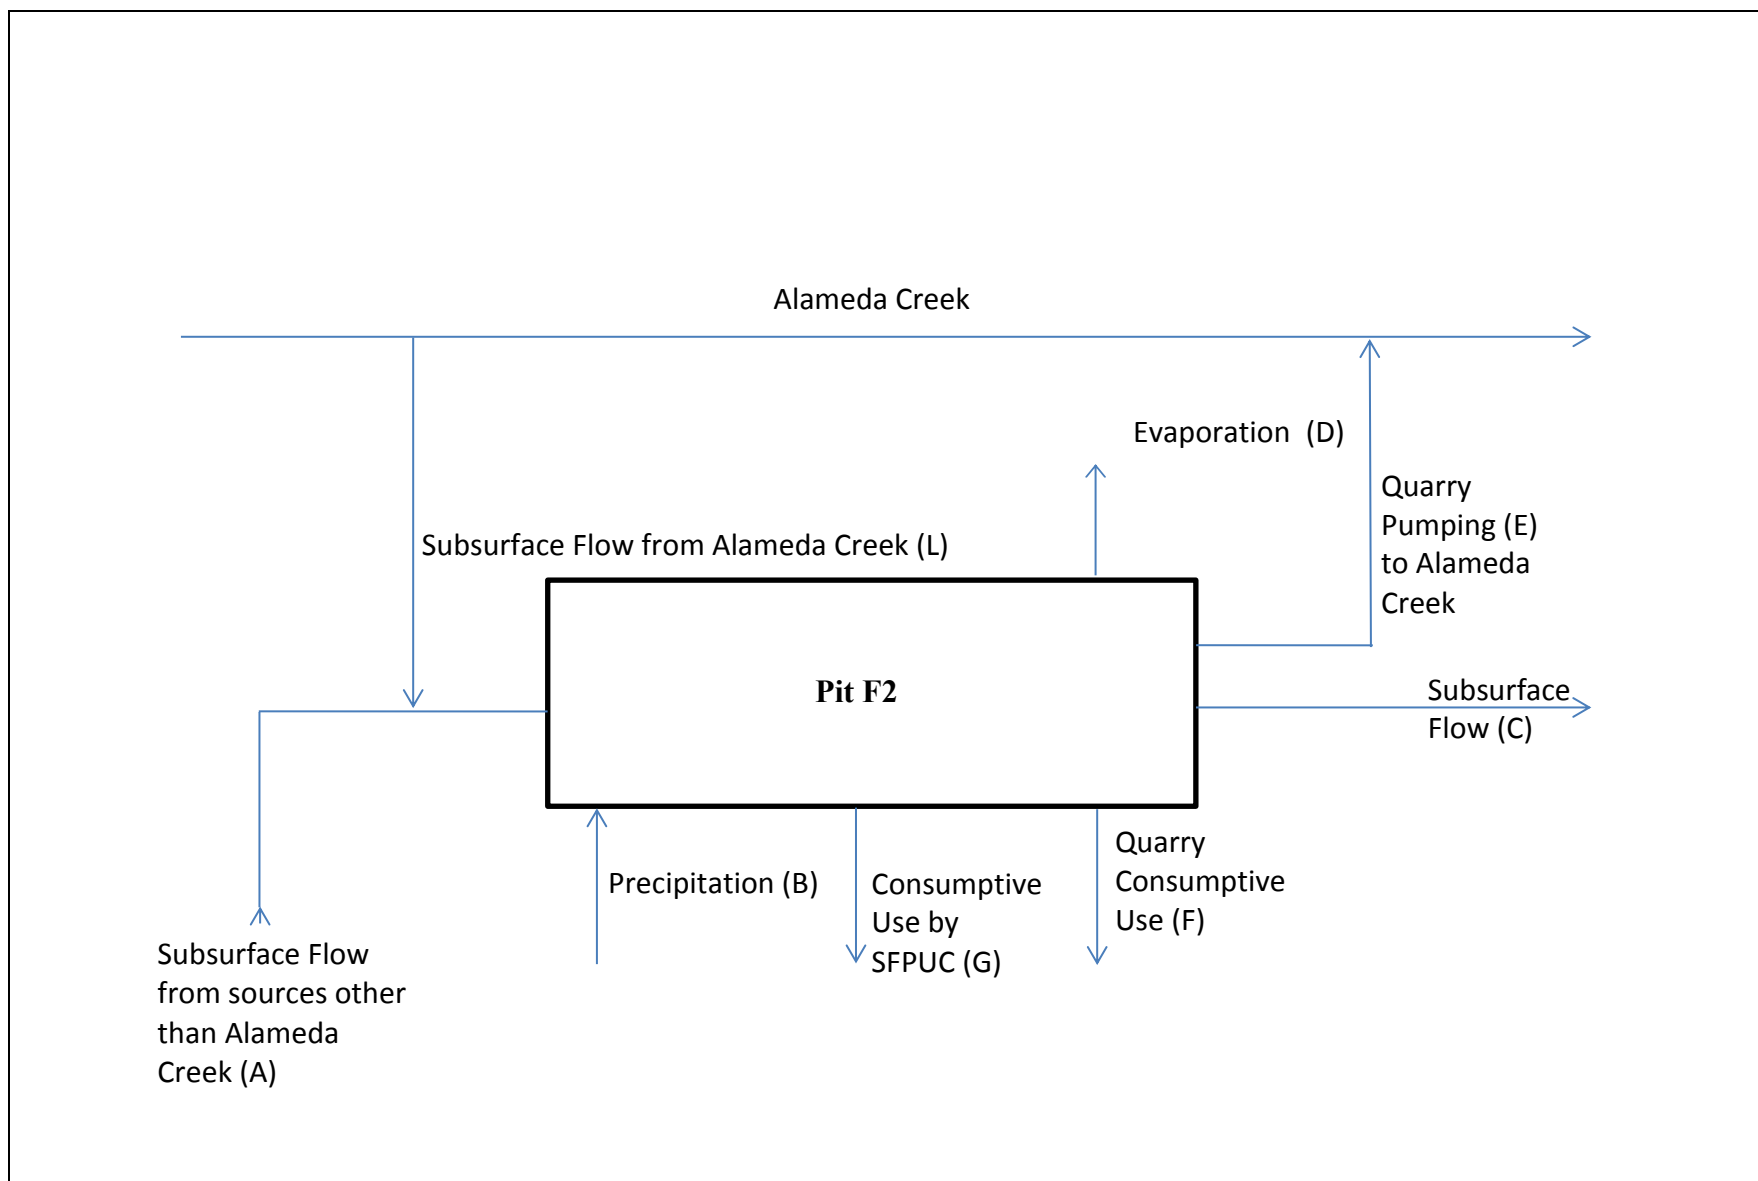 Alameda Creek
Evaporation (D)
Quarry
Pumping (E)
to Alameda
Creek
Subsurface Flow from Alameda Creek (L)
Pit F2
Subsurface
Flow (C)
Quarry
Consumptive
Use (F)
Precipitation (B)
Consumptive
Use by
SFPUC (G)
Subsurface Flow
from sources other
than Alameda
Creek (A)